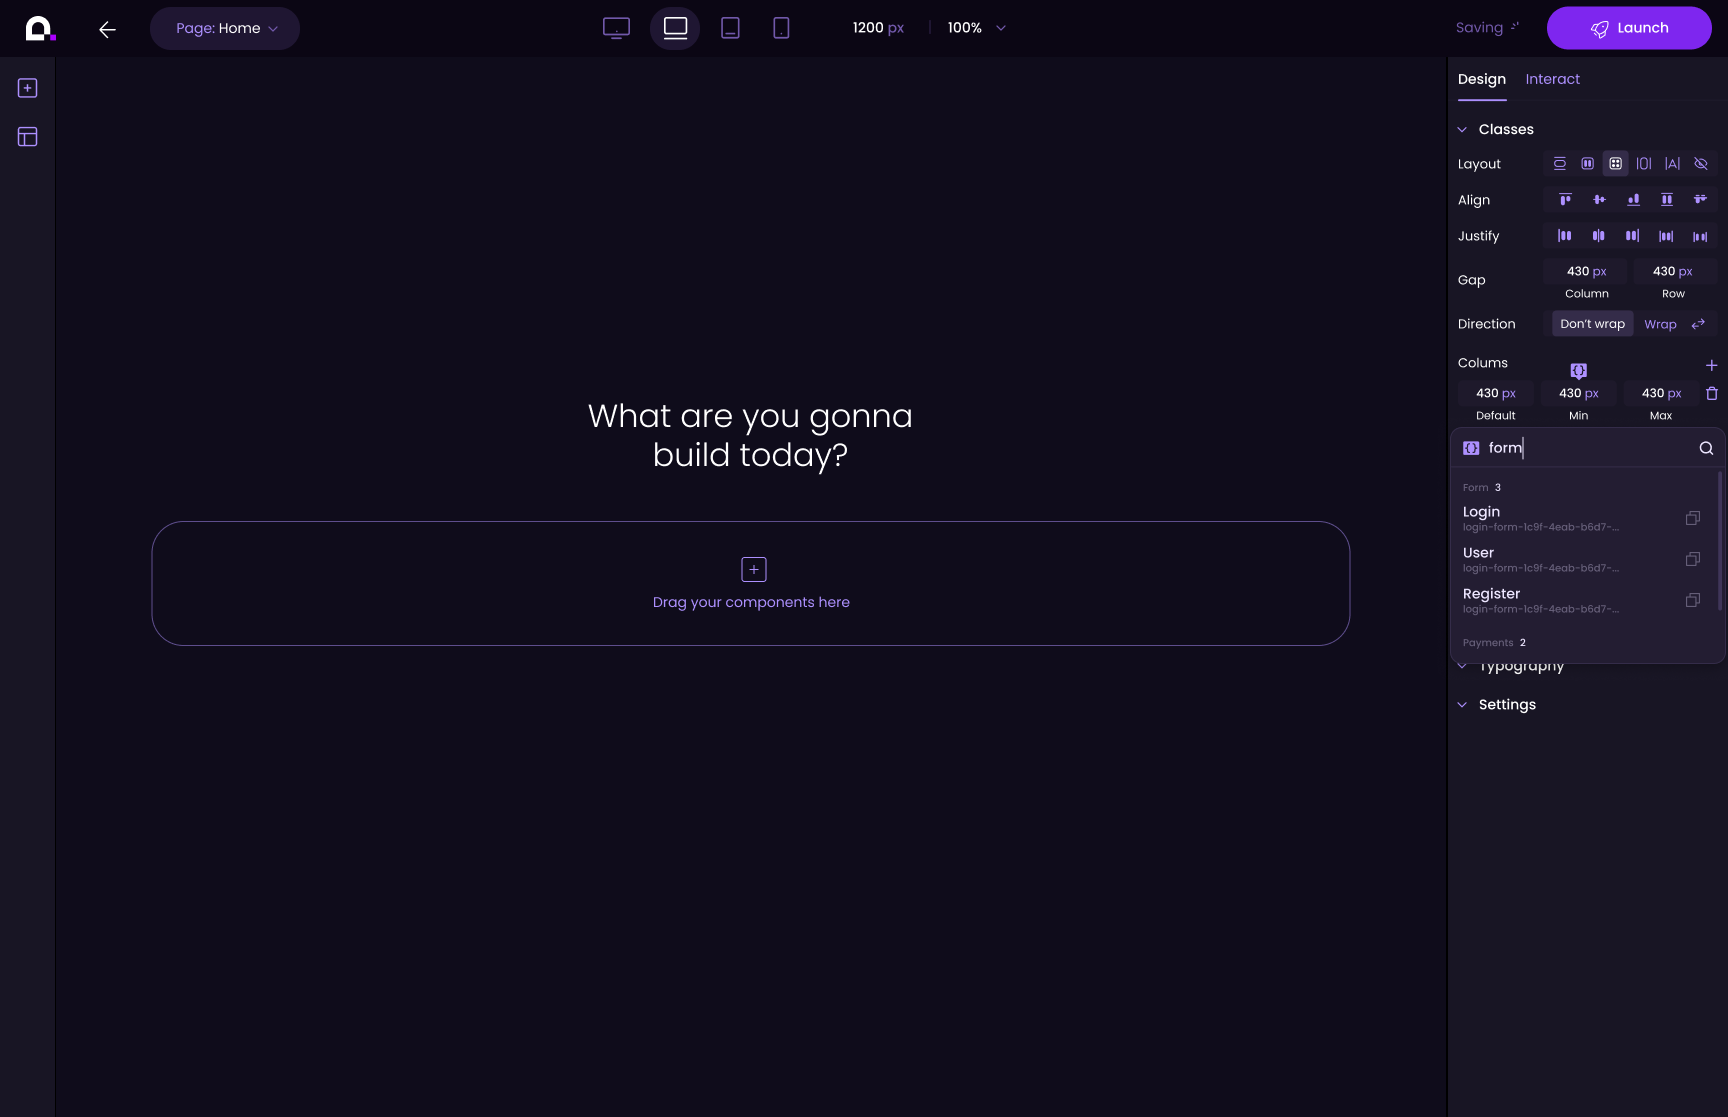 Page: Home
1200 px
100%
Saving
Launch
Design
Interact
Classes
Layout
Align
Justify
Gap
430 px
430 px
Column
Row
Direction
Don't wrap
Wrap
Colums
430 px
430 px
430 px
Default
Min
Max
form
Form 3
Login
login-form-1c9f-4eab-b6d7-...
User
login-form-1c9f-4eab-b6d7-...
Register
login-form-1c9f-4eab-b6d7-...
Payments 2
Typography
Settings
What are you gonna
build today?
Drag your components here